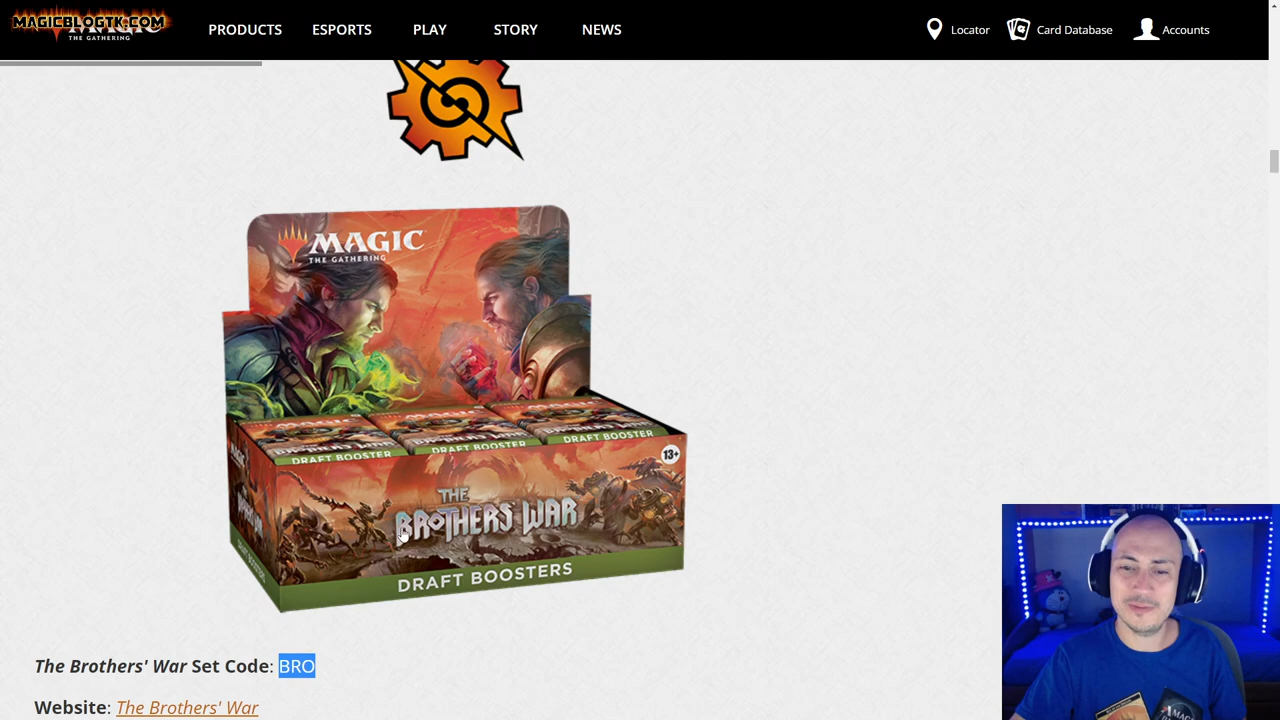 MAGICBLOGTK.COM
THE GATHERING
PRODUCTS ESPORTS PLAY STORY NEWS
Locator Card Database Accounts
MAGIC
THE GATHERING
DRAFT BOOSTER DRAFT BOOSTER DRAFT BOOSTER
13+
THE
BROTHERS' WAR
DRAFT BOOSTERS
The Brothers' War Set Code: BRO
Website: The Brothers' War